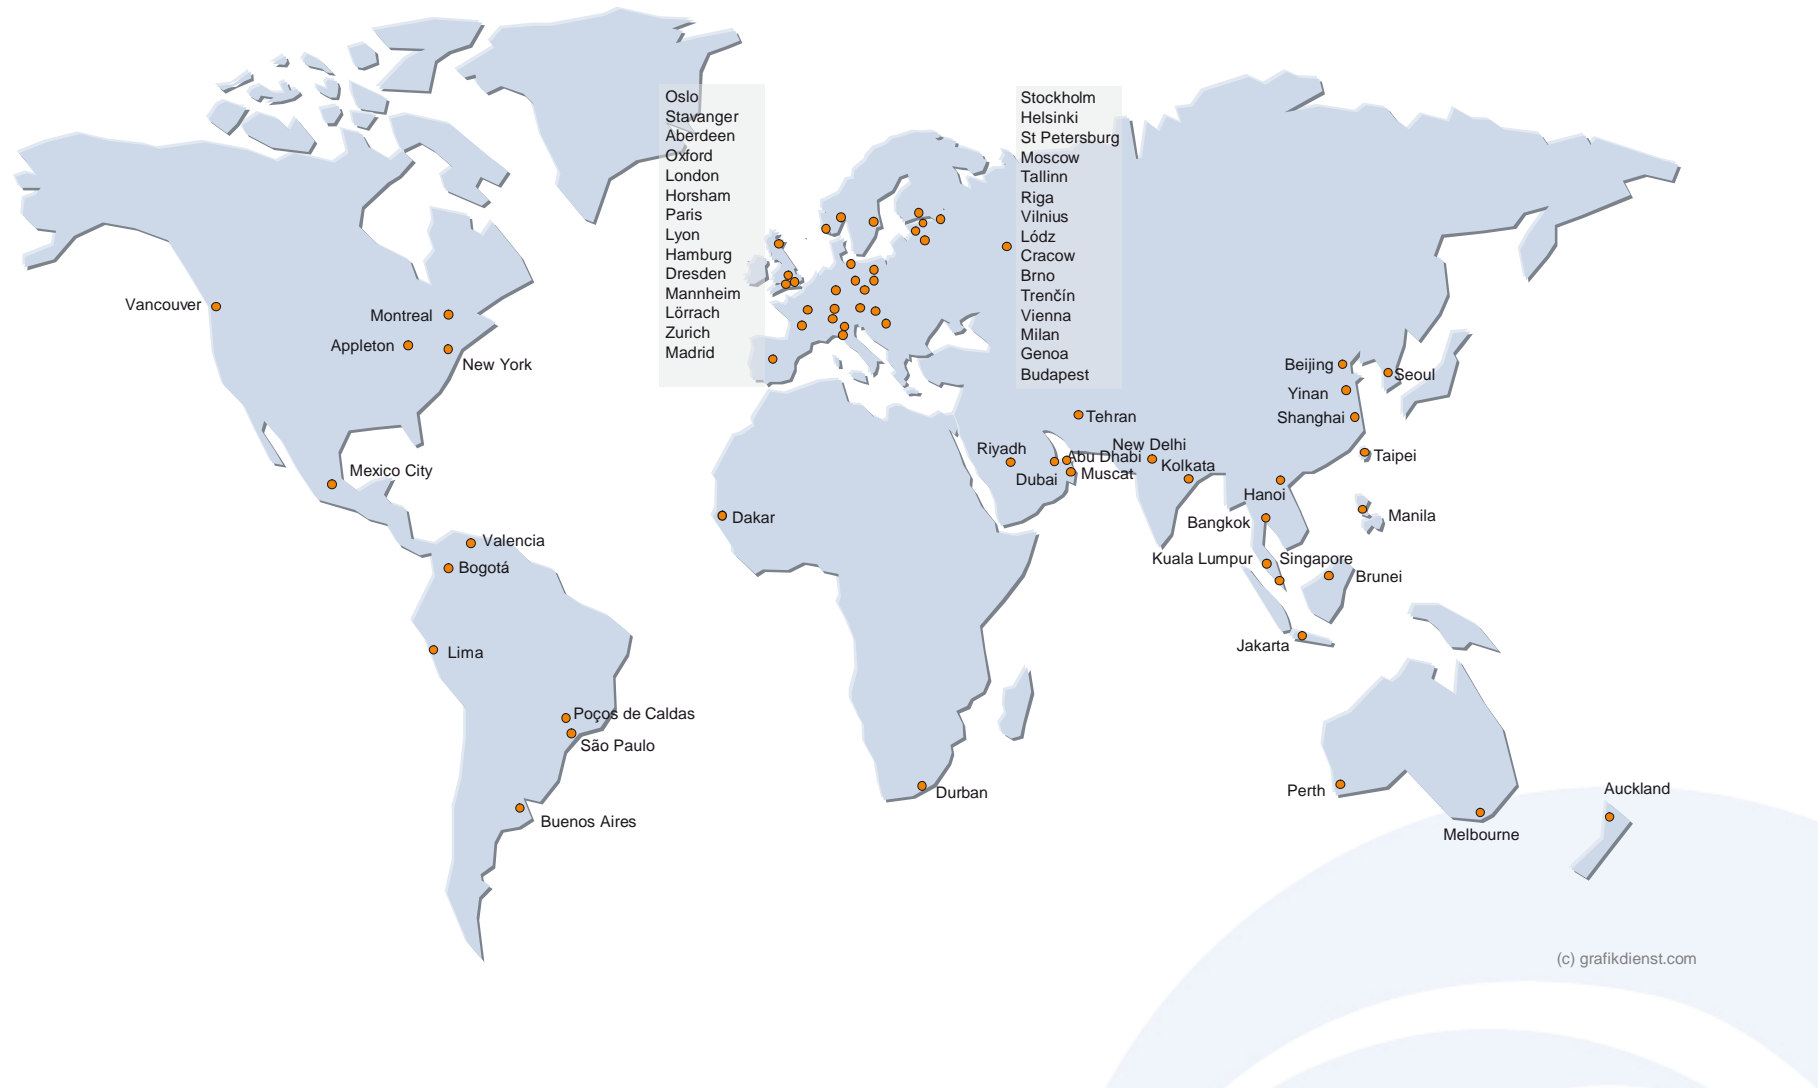 Oslo
Stavanger
Aberdeen
Oxford
London
Horsham
Paris
Lyon
Hamburg
Dresden
Mannheim
Lörrach
Zurich
Madrid
Stockholm
Helsinki
St Petersburg
Moscow
Tallinn
Riga
Vilnius
Lódz
Cracow
Brno
Trenčín
Vienna
Milan
Genoa
Budapest
Vancouver
Montreal
Appleton
New York
Mexico City
Valencia
Bogotá
Lima
Poços de Caldas
São Paulo
Buenos Aires
Dakar
Durban
Tehran
Riyadh
Dubai
Abu Dhabi
Muscat
New Delhi
Kolkata
Beijing
Seoul
Yinan
Shanghai
Taipei
Hanoi
Bangkok
Manila
Kuala Lumpur
Singapore
Brunei
Jakarta
Perth
Melbourne
Auckland
(c) grafikdienst.com